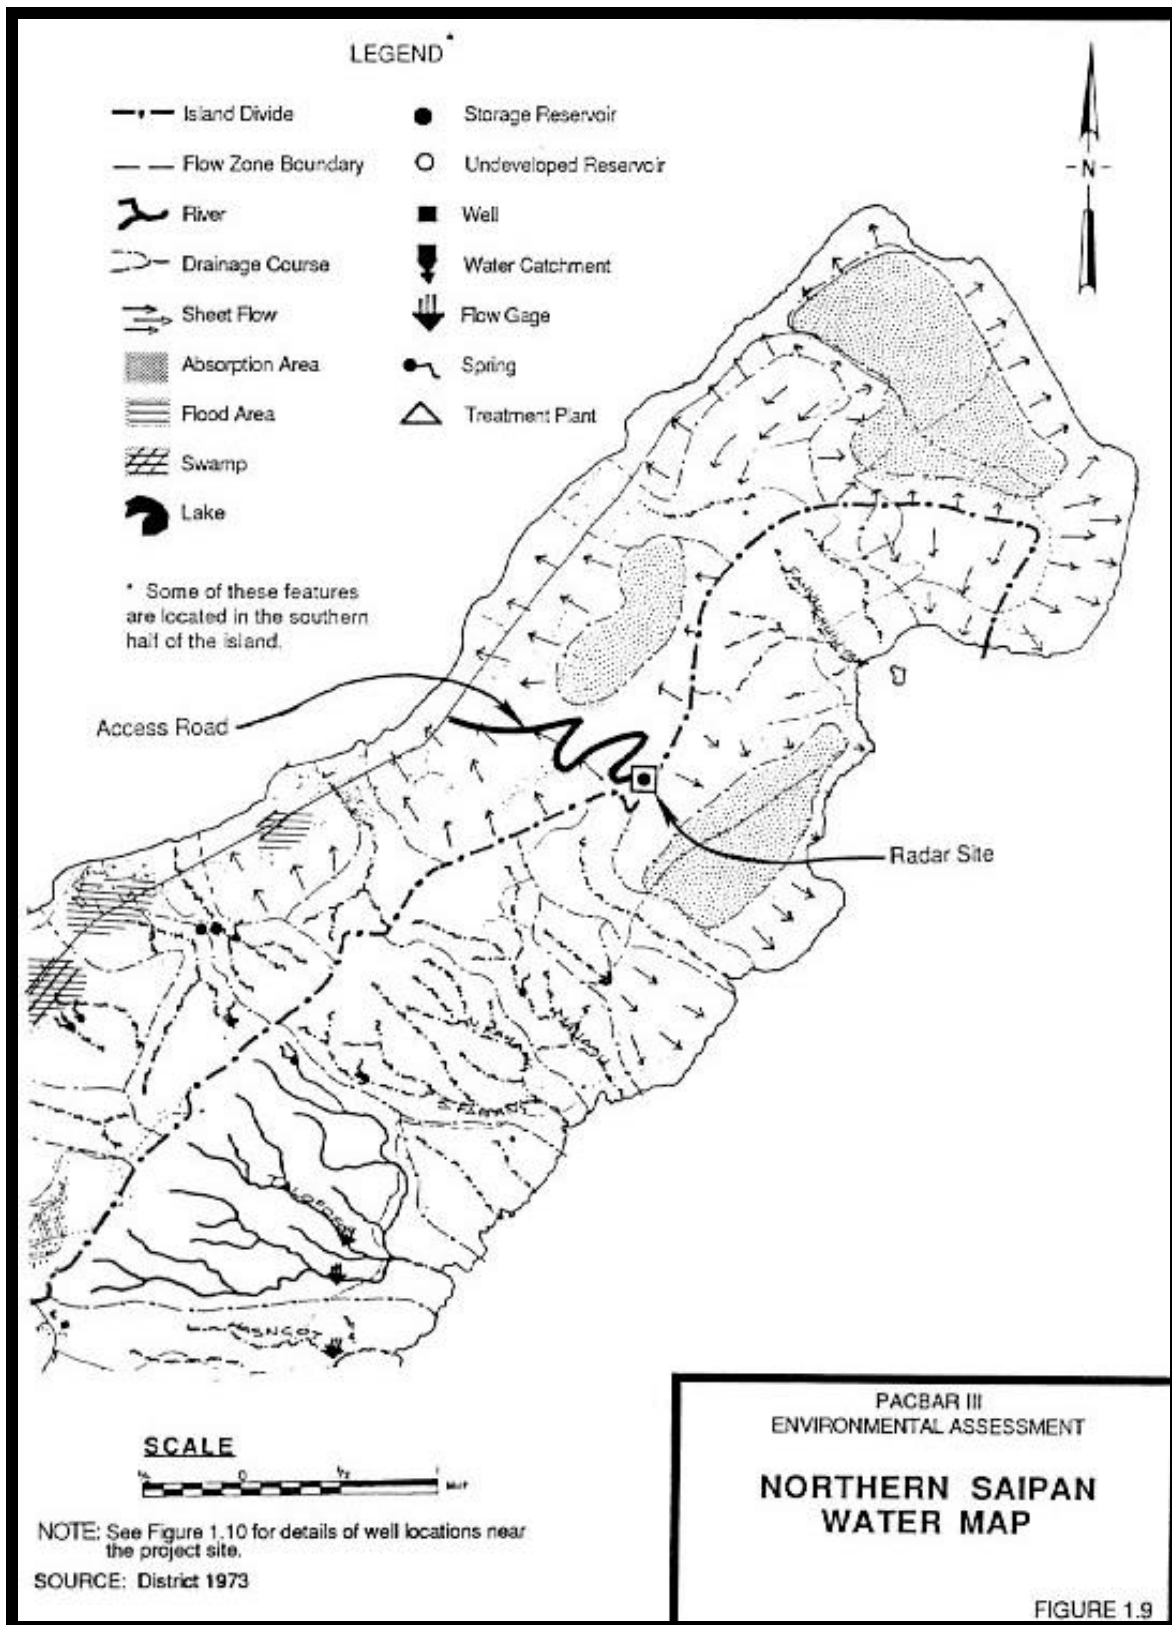 LEGEND*
Island Divide
Flow Zone Boundary
River
Drainage Course
Sheet Flow
Absorption Area
Flood Area
Swamp
Lake
Storage Reservoir
Undeveloped Reservoir
Well
Water Catchment
Flow Gage
Spring
Treatment Plant
* Some of these features
are located in the southern
half of the island.
N
Access Road
Radar Site
SCALE
0 1/2 1
NOTE: See Figure 1.10 for details of well locations near
the project site.
SOURCE: District 1973
PACBAR III
ENVIRONMENTAL ASSESSMENT
NORTHERN SAIPAN
WATER MAP
FIGURE 1.9